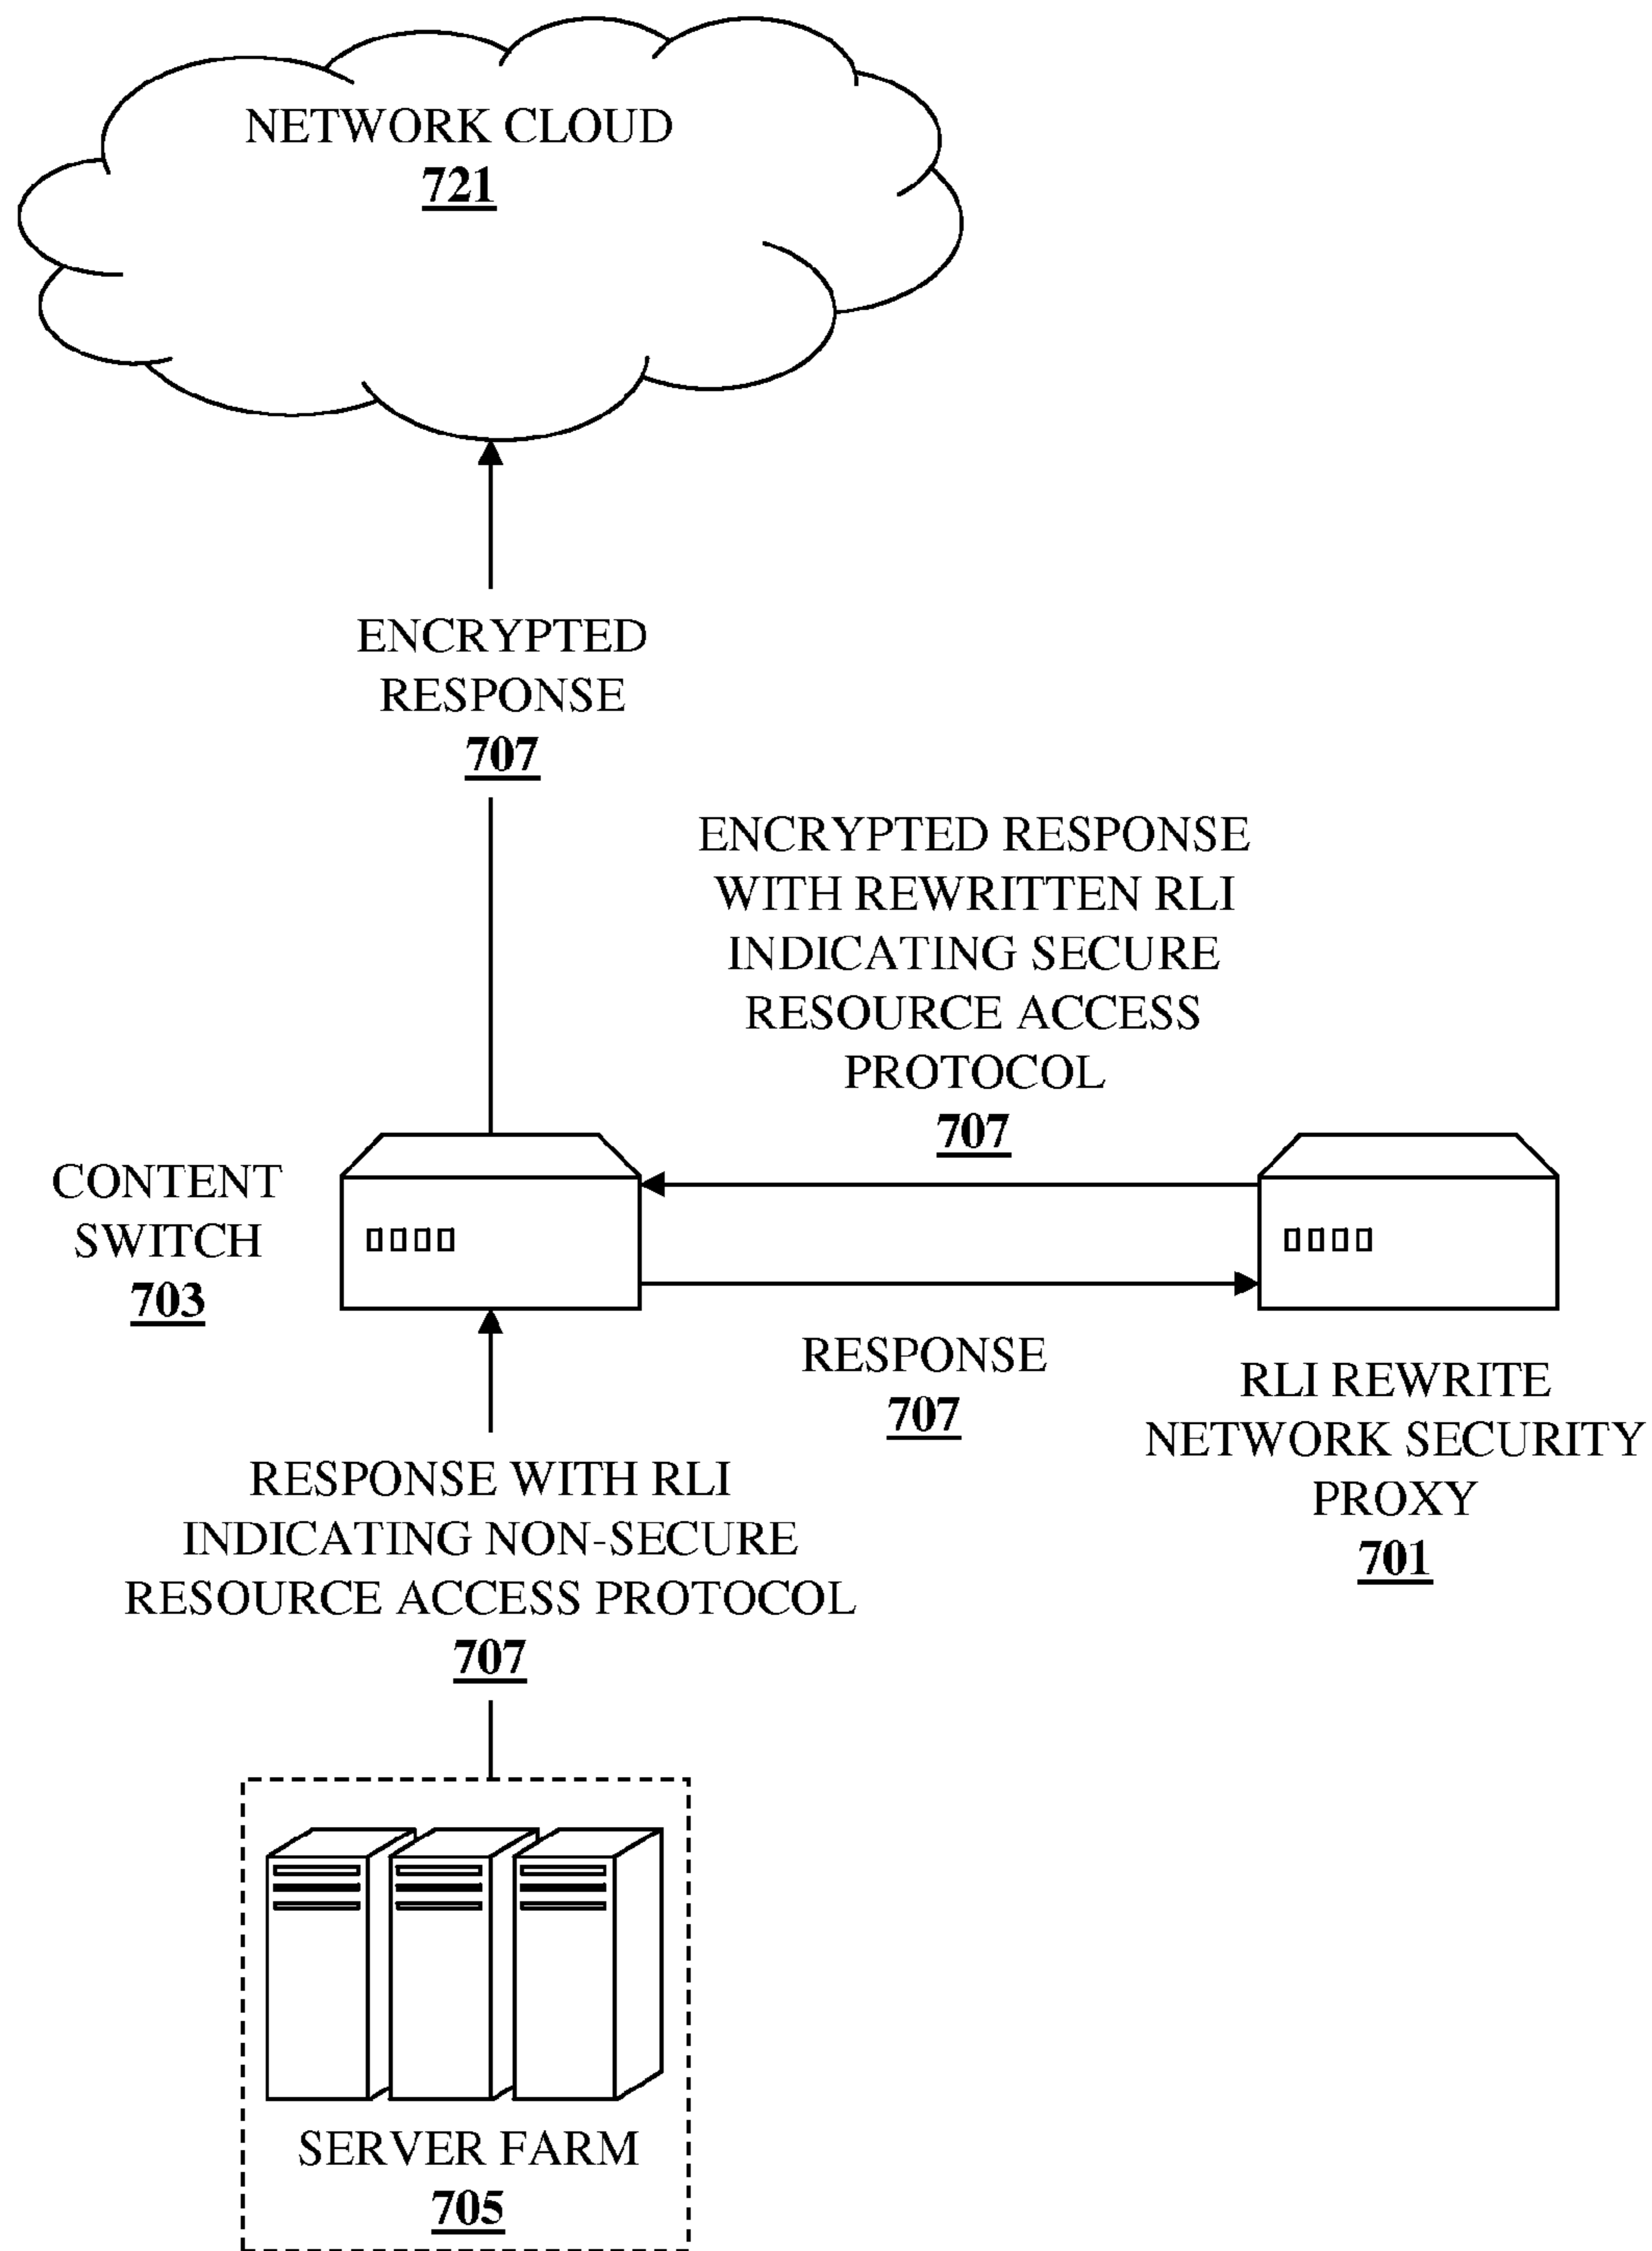 NETWORK CLOUD
721
ENCRYPTED
RESPONSE
707
ENCRYPTED RESPONSE
WITH REWRITTEN RLI
INDICATING SECURE
RESOURCE ACCESS
PROTOCOL
707
CONTENT
SWITCH
703
RESPONSE
707
RLI REWRITE
NETWORK SECURITY
PROXY
701
RESPONSE WITH RLI
INDICATING NON-SECURE
RESOURCE ACCESS PROTOCOL
707
SERVER FARM
705